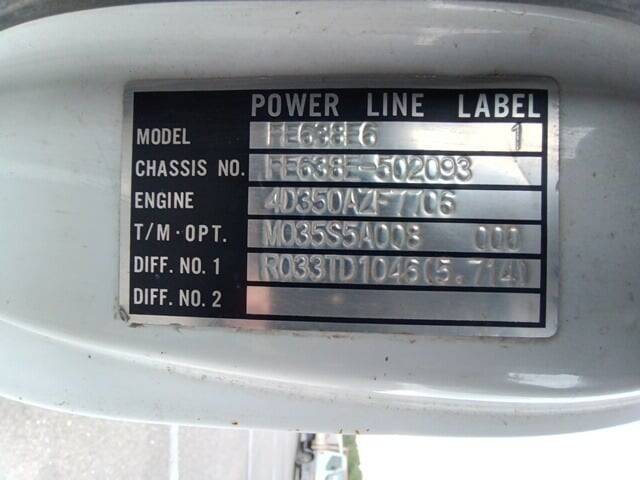 POWER LINE LABEL
MODEL FE638E6 1
CHASSIS NO. FE638E-502093
ENGINE
T/M·OPT. M035S5A008 000
DIFF. NO. 1 R033TD1046(5.714)
DIFF. NO. 2